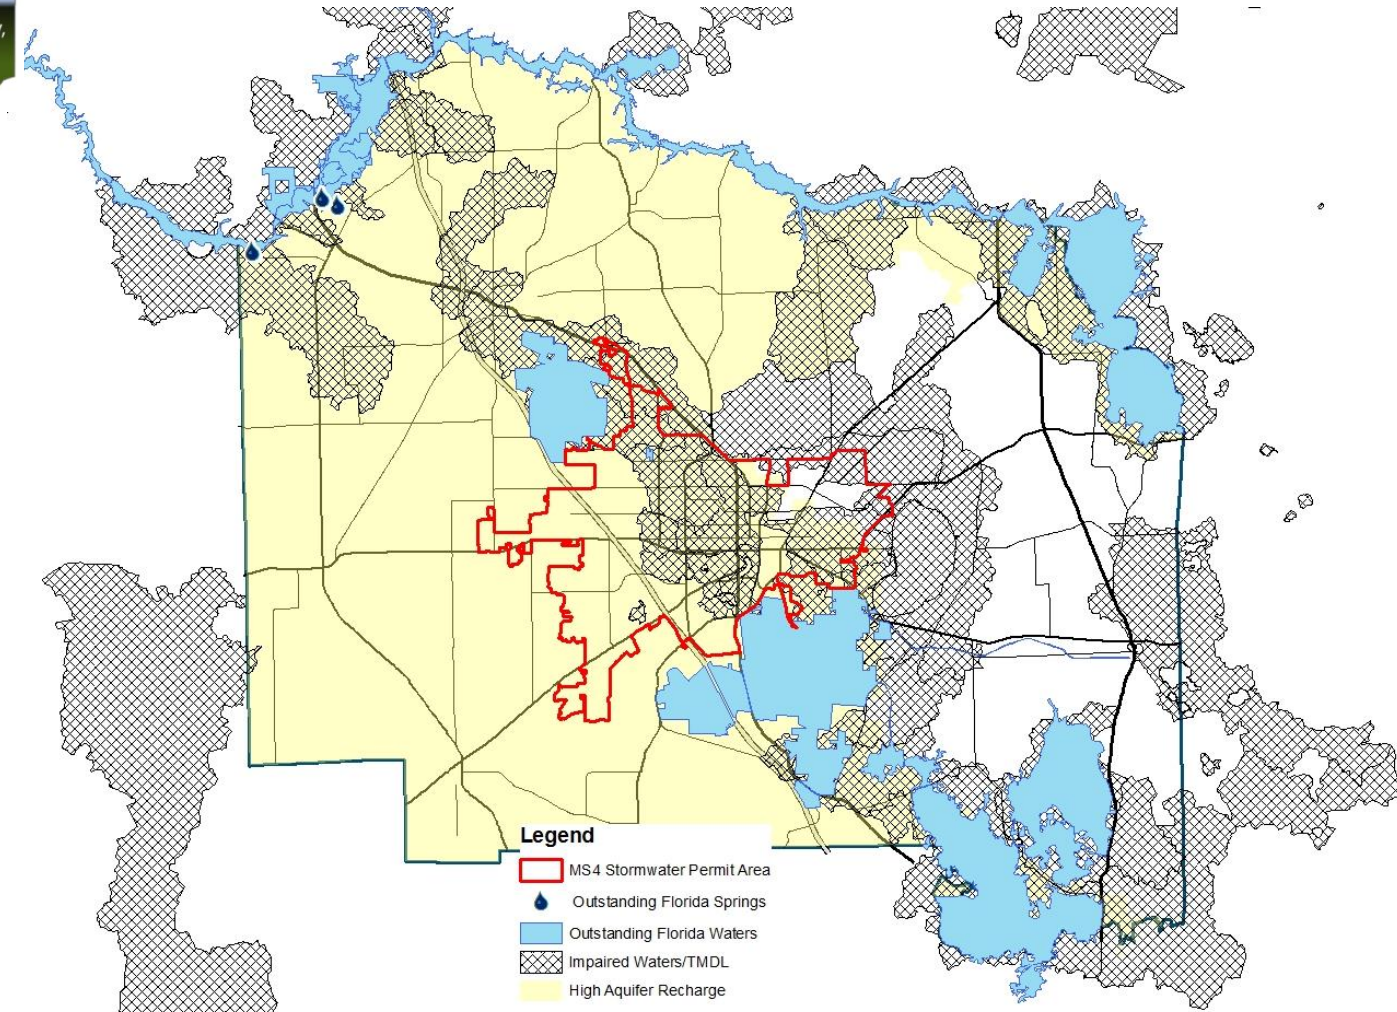 Legend
MS4 Stormwater Permit Area
Outstanding Florida Springs
Outstanding Florida Waters
Impaired Waters/TMDL
High Aquifer Recharge